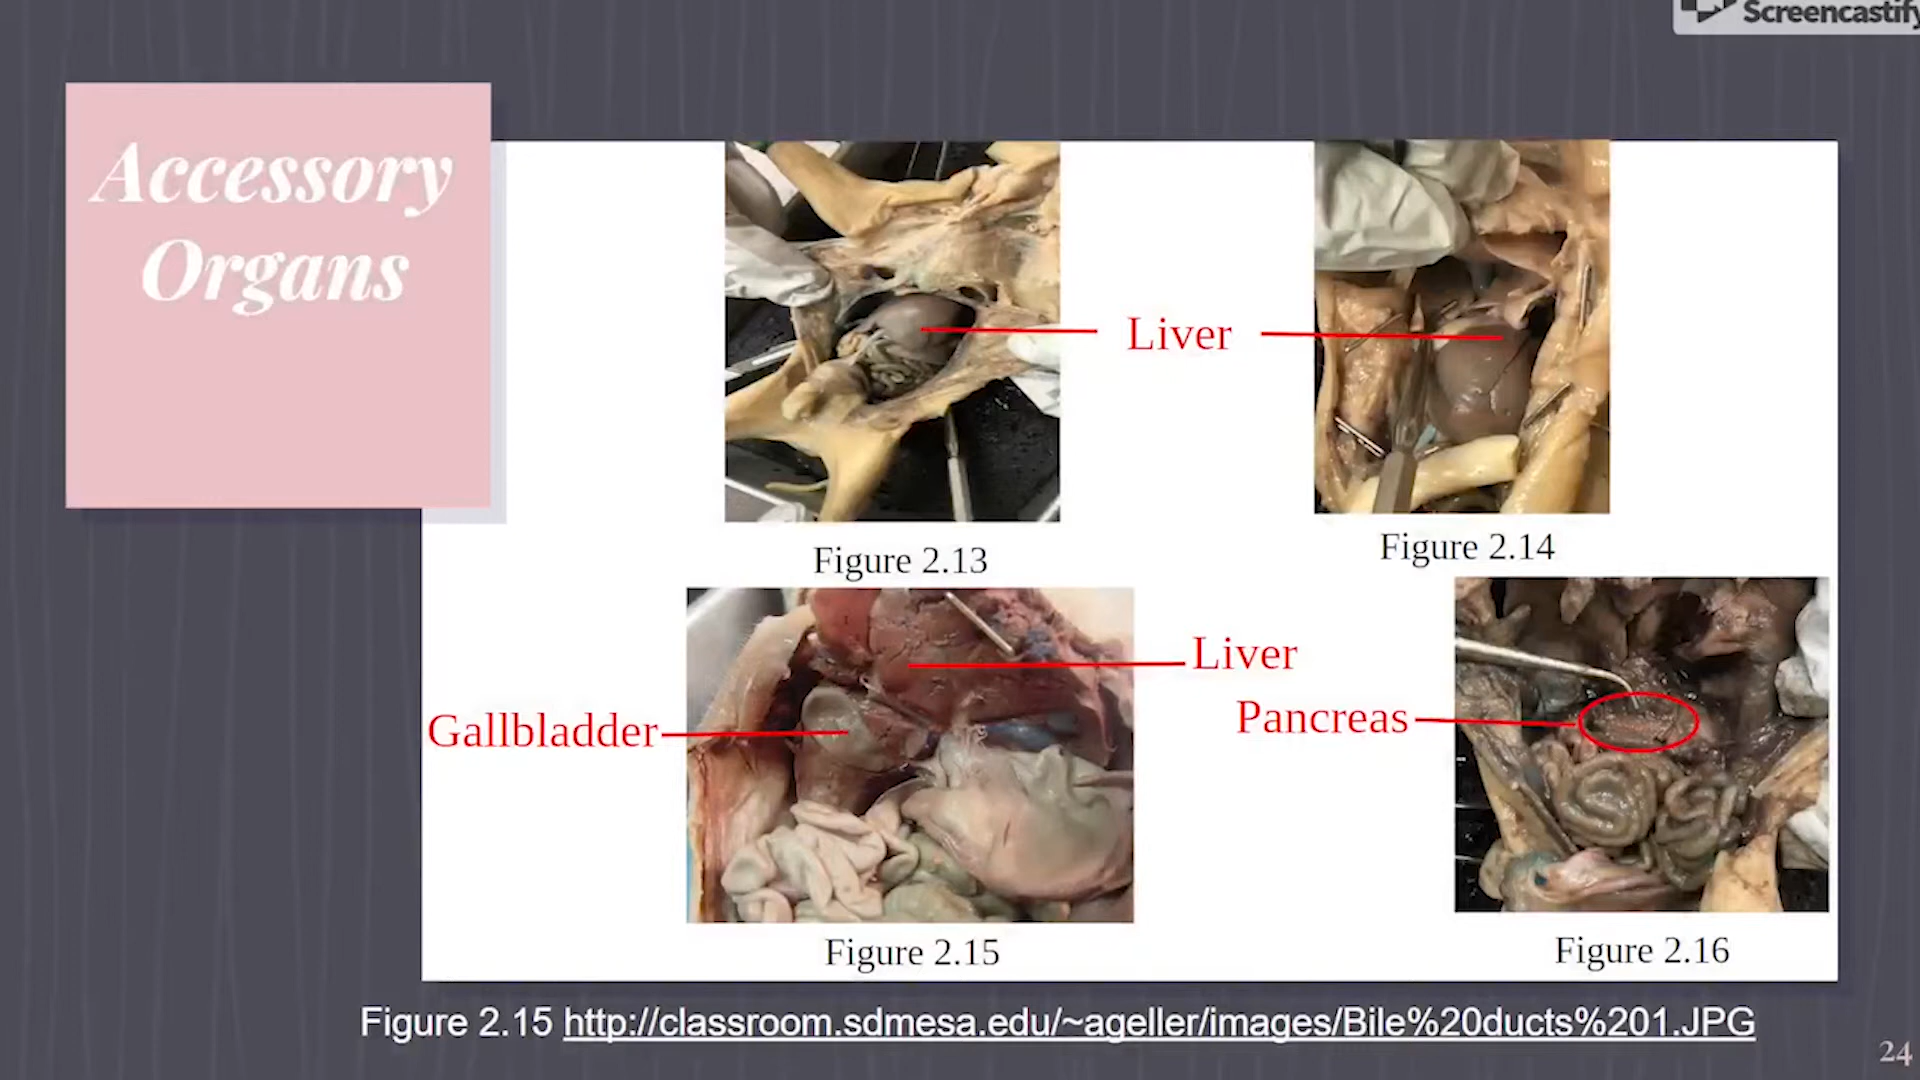 Screencastify
Accessory
Organs
Liver
Figure 2.13
Figure 2.14
Liver
Gallbladder
Pancreas
Figure 2.15
Figure 2.16
Figure 2.15 http://classroom.sdmesa.edu/~ageller/images/Bile%20ducts%201.JPG
24